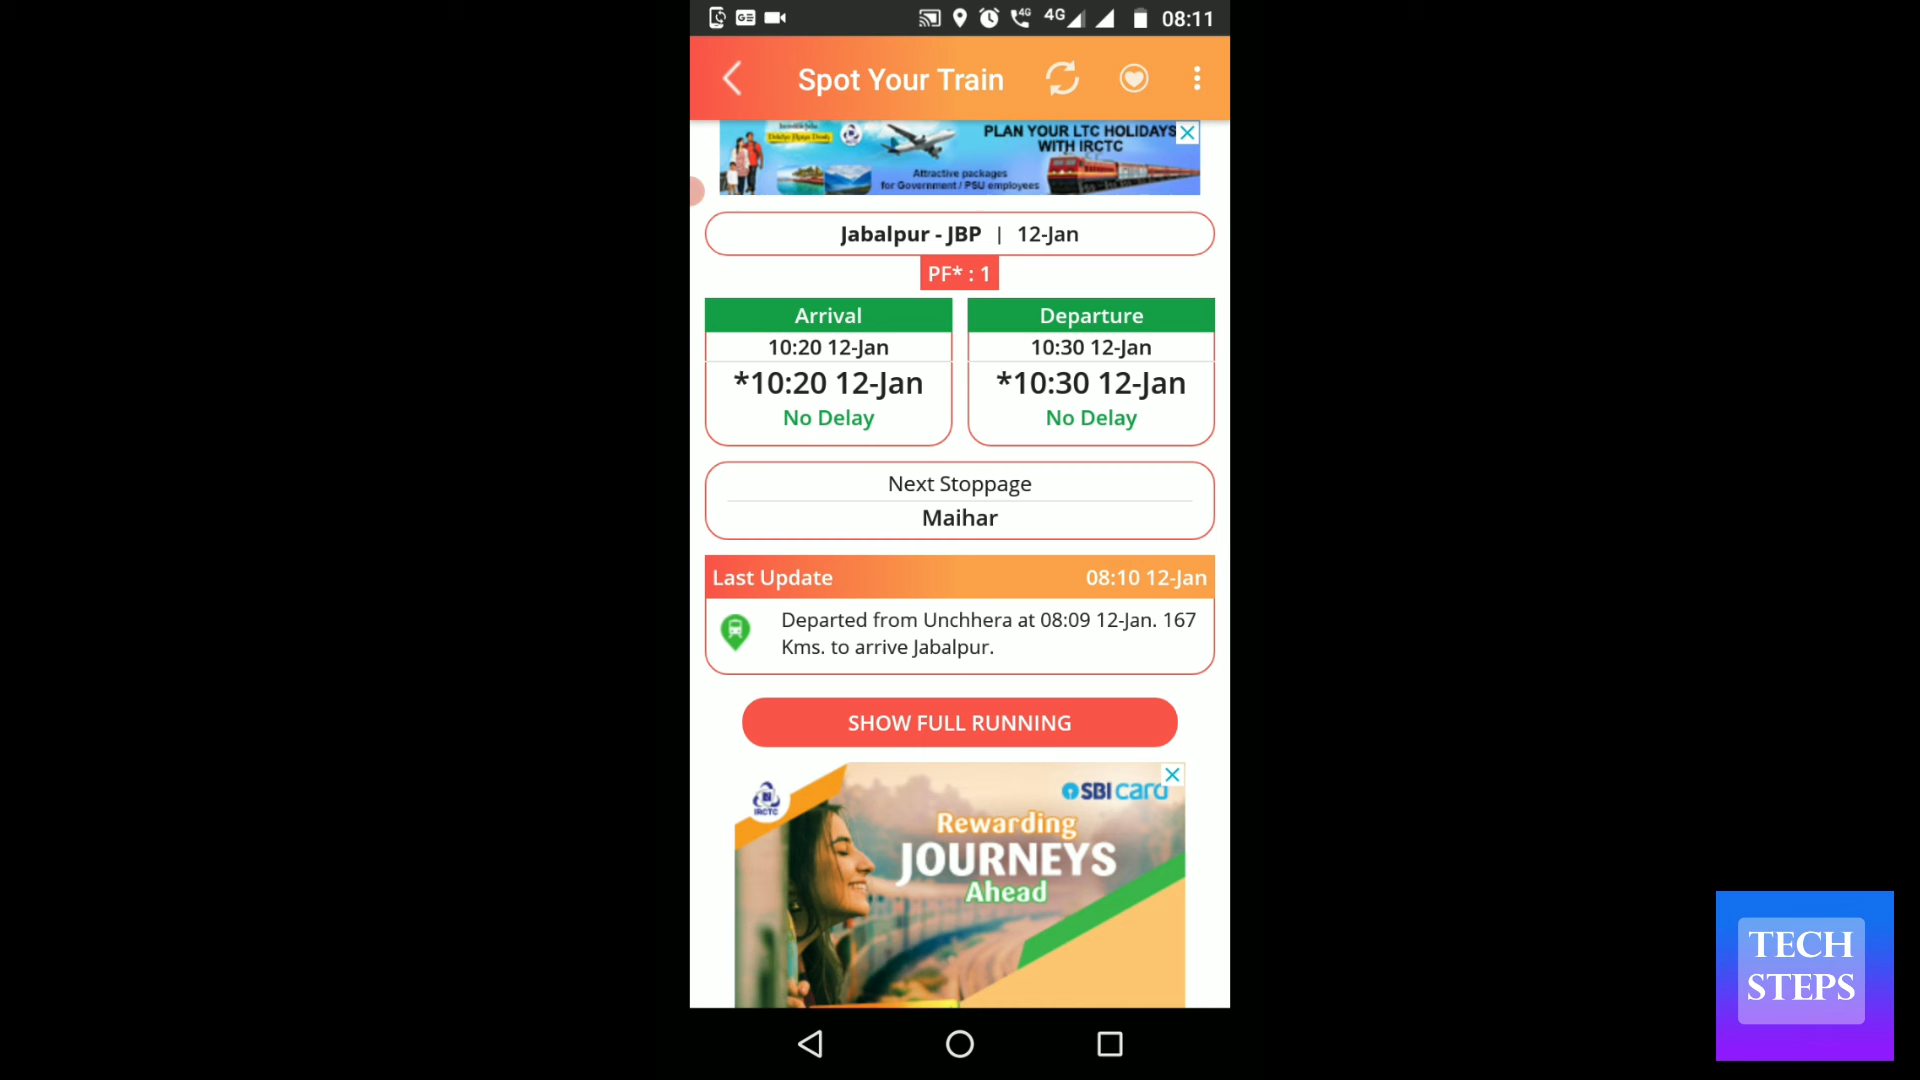 4G 4G 08:11
Spot Your Train
PLAN YOUR LTC HOLIDAYS
WITH IRCTC
Attractive packages
for Government / PSU employees
Jabalpur - JBP | 12-Jan
PF* : 1
Arrival
10:20 12-Jan
*10:20 12-Jan
No Delay
Departure
10:30 12-Jan
*10:30 12-Jan
No Delay
Next Stoppage
Maihar
Last Update 08:10 12-Jan
Departed from Unchhera at 08:09 12-Jan. 167
Kms. to arrive Jabalpur.
SHOW FULL RUNNING
IRCTC
SBI card
Rewarding
JOURNEYS
Ahead
TECH
STEPS